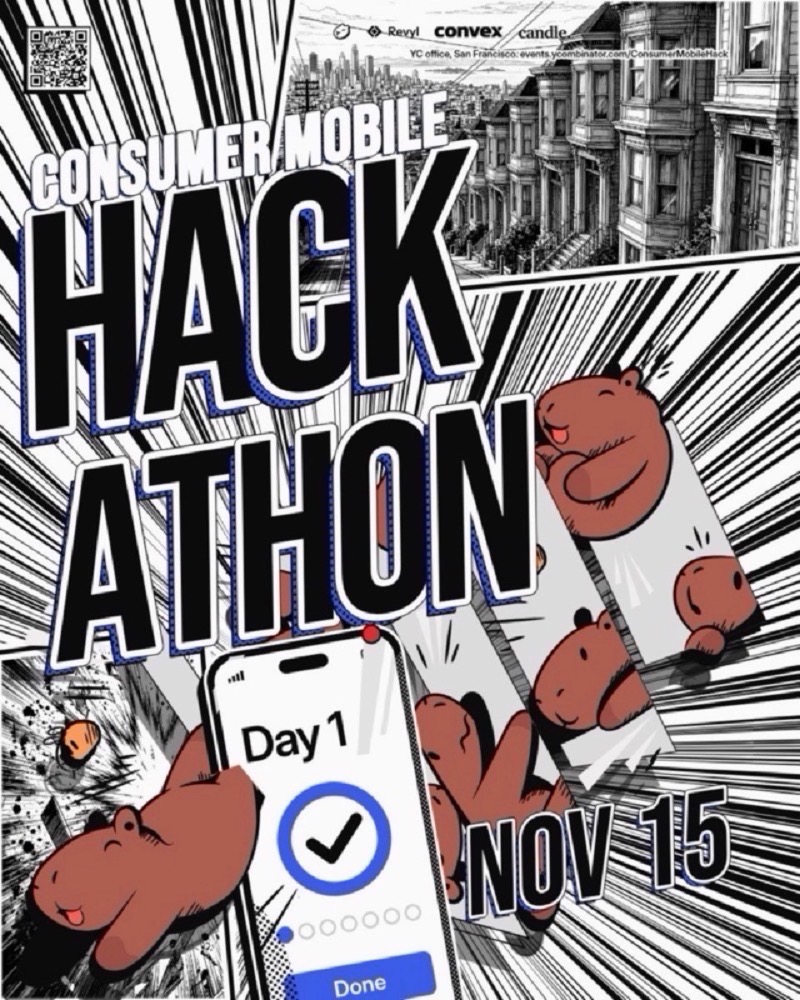 Revyl convex candle
YC office, San Francisco: events.ycombinator.com/ConsumerMobileHack
CONSUMER MOBILE
HACK
ATHON
Day 1
NOV 15
Done